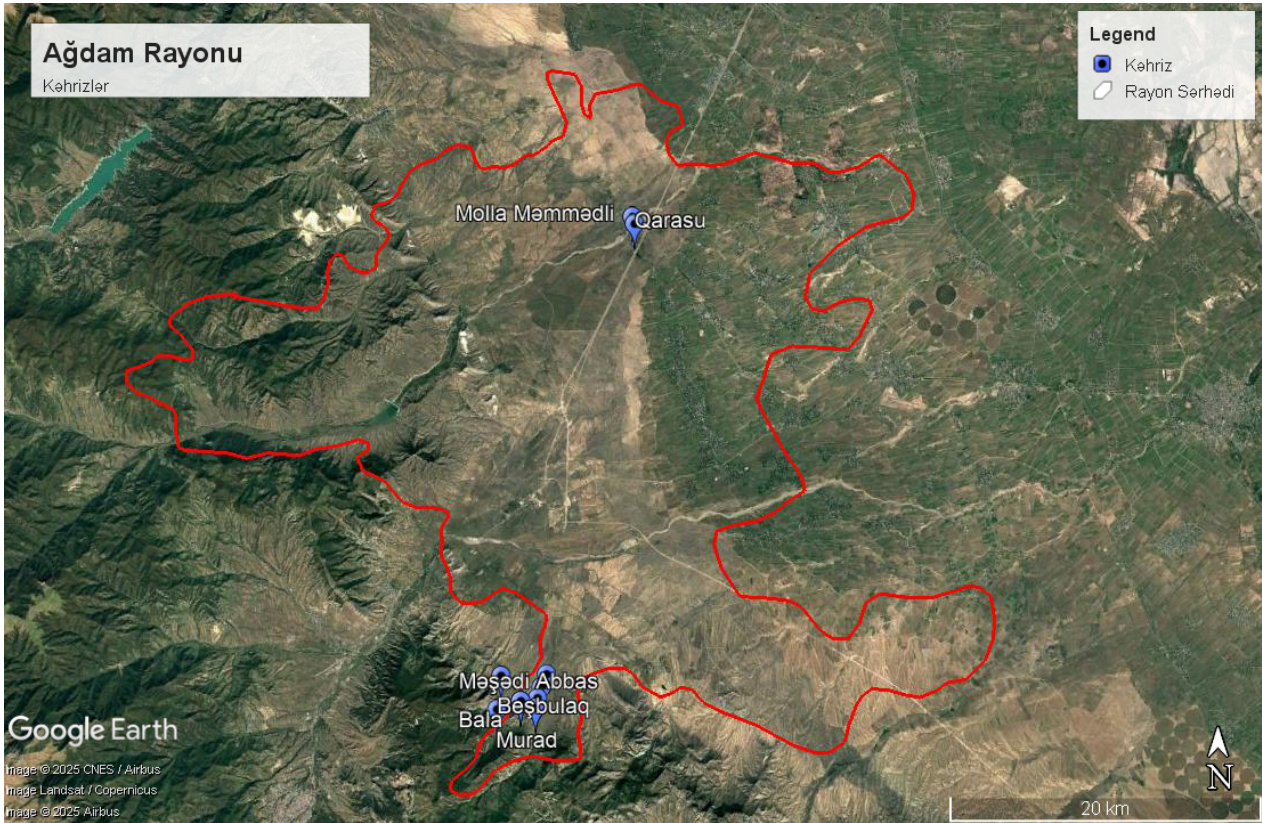 Ağdam Rayonu
Kəhrizlər
Legend
Kəhriz
Rayon Sərhədi
Molla Məmmədli
Qarasu
Məşədi Abbas
Beşbulaq
Bala
Murad
Google Earth
Image © 2025 CNES / Airbus
Image Landsat / Copernicus
Image © 2025 Airbus
N
20 km